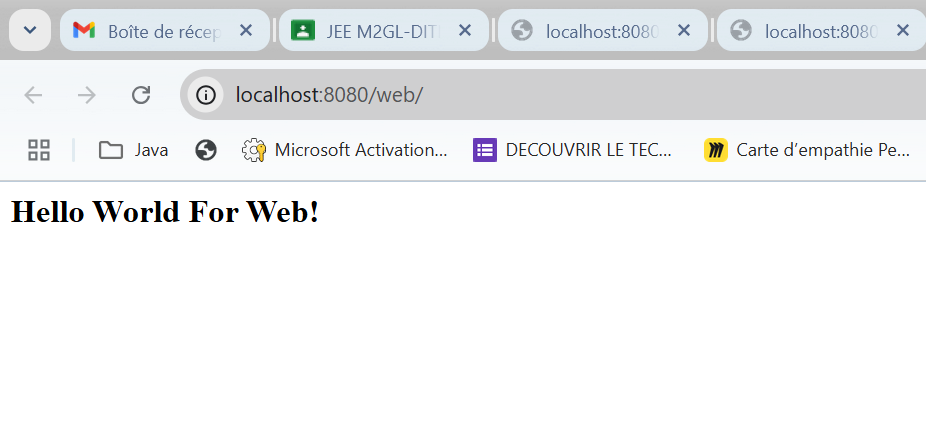 Boîte de récep
JEE M2GL-DIT
localhost:8080
localhost:8080
localhost:8080/web/
Java
Microsoft Activation...
DECOUVRIR LE TEC...
Carte d'empathie Pe...
Hello World For Web!